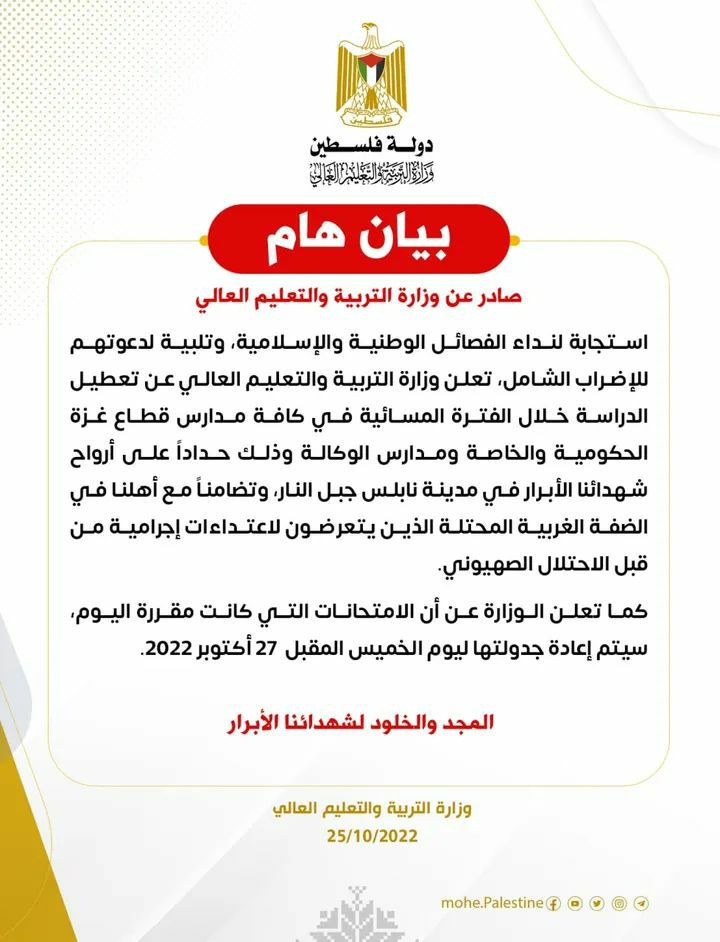 فلسطين
دولة فلسطين
وزارة التربية والتعليم العالي
بيان هام
صادر عن وزارة التربية والتعليم العالي
استجابة لنداء الفصائل الوطنية والإسلامية، وتلبية لدعوتهم
للإضراب الشامل، تعلن وزارة التربية والتعليم العالي عن تعطيل
الدراسة خلال الفترة المسائية في كافة مدارس قطاع غزة
الحكومية والخاصة ومدارس الوكالة وذلك حداداً على أرواح
شهدائنا الأبرار في مدينة نابلس جبل النار، وتضامناً مع أهلنا في
الضفة الغربية المحتلة الذين يتعرضون لاعتداءات إجرامية من
قبل الاحتلال الصهيوني.
كما تعلن الوزارة عن أن الامتحانات التي كانت مقررة اليوم،
سيتم إعادة جدولتها ليوم الخميس المقبل 27 أكتوبر 2022.
المجد والخلود لشهدائنا الأبرار
وزارة التربية والتعليم العالي
25/10/2022
mohe.Palestine